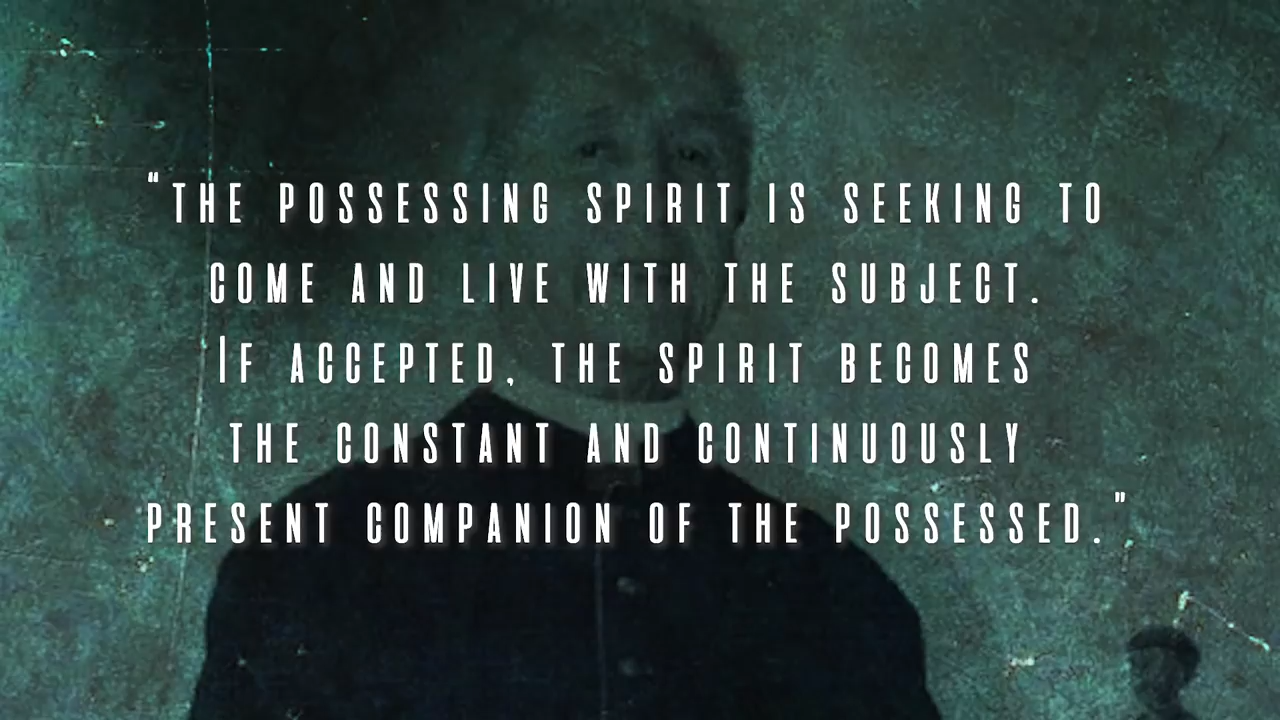 “THE POSSESSING SPIRIT IS SEEKING TO
COME AND LIVE WITH THE SUBJECT.
IF ACCEPTED, THE SPIRIT BECOMES
THE CONSTANT AND CONTINUOUSLY
PRESENT COMPANION OF THE POSSESSED.”